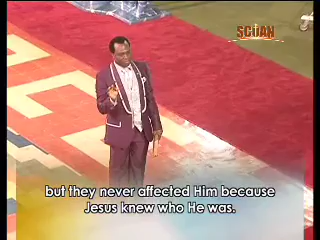 SCOAN
but they never affected Him because
Jesus knew who He was.